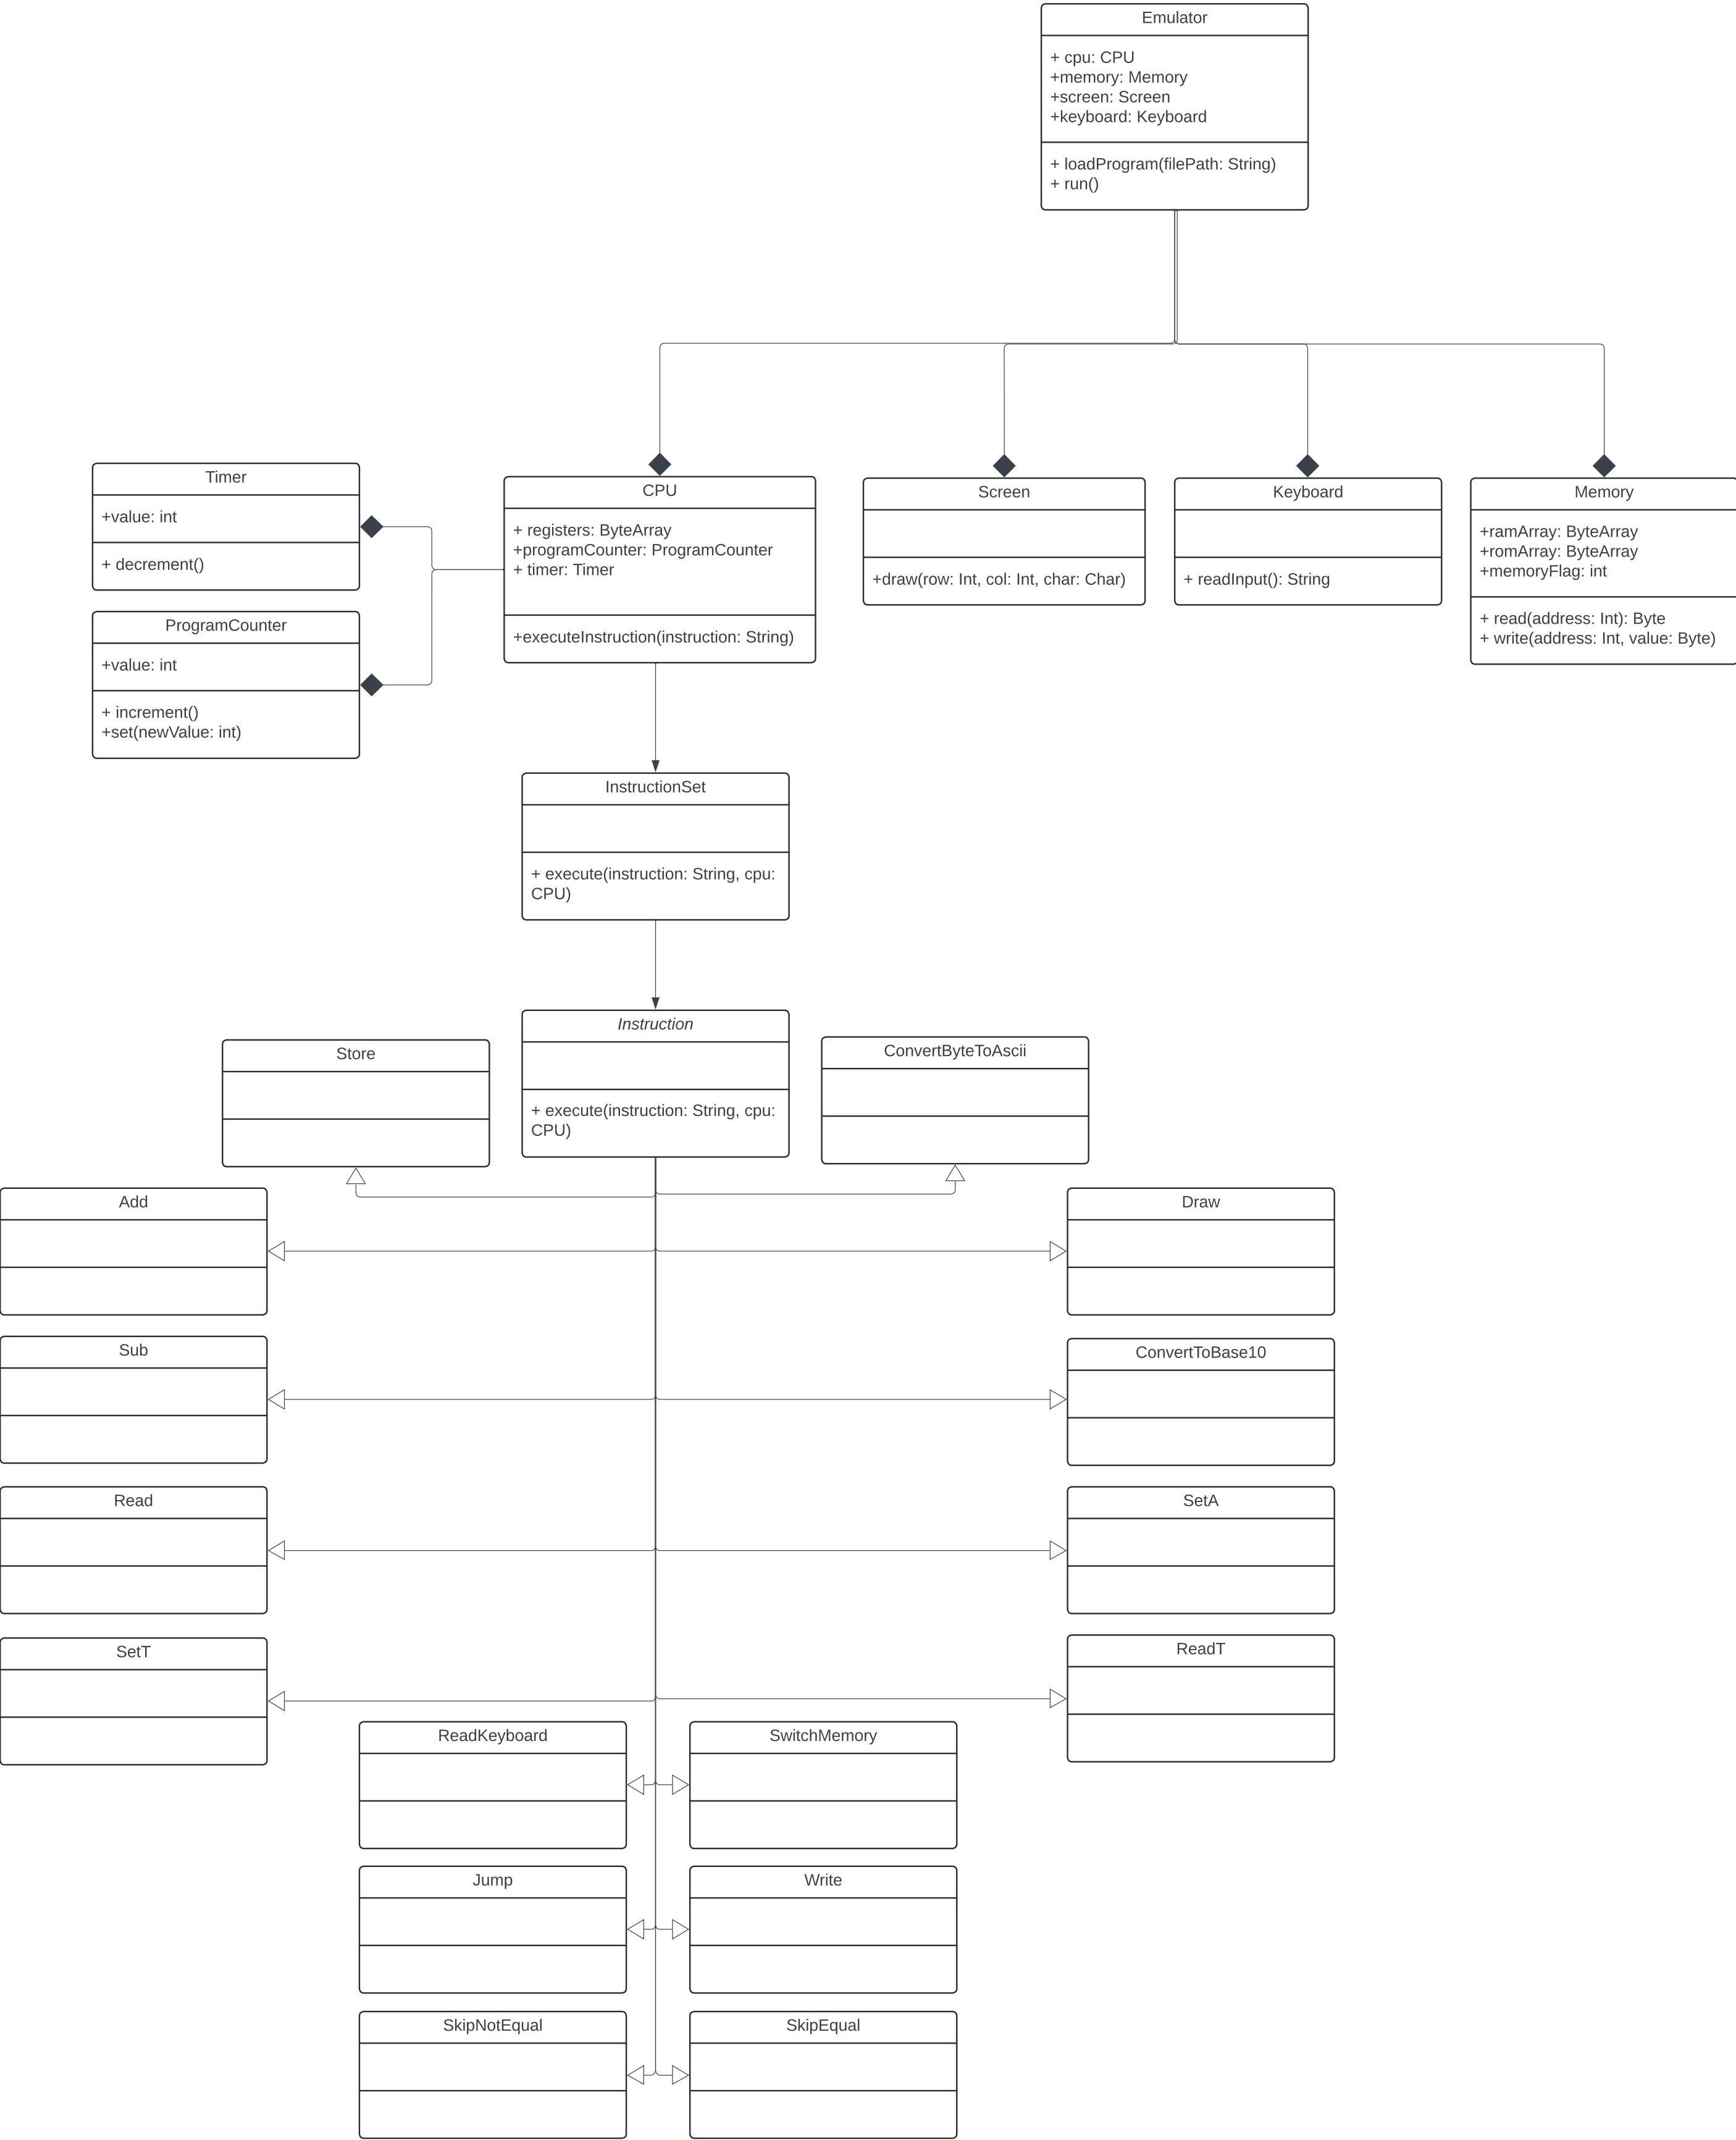 Emulator
+ cpu: CPU
+memory: Memory
+screen: Screen
+keyboard: Keyboard
+ loadProgram(filePath: String)
+ run()
Timer
+value: int
+ decrement()
ProgramCounter
+value: int
+ increment()
+set(newValue: int)
CPU
+ registers: ByteArray
+programCounter: ProgramCounter
+ timer: Timer
+executeInstruction(instruction: String)
Screen
+draw(row: Int, col: Int, char: Char)
Keyboard
+ readInput(): String
Memory
+ramArray: ByteArray
+romArray: ByteArray
+memoryFlag: int
+ read(address: Int): Byte
+ write(address: Int, value: Byte)
InstructionSet
+ execute(instruction: String, cpu:
CPU)
Instruction
+ execute(instruction: String, cpu:
CPU)
Store
ConvertByteToAscii
Add
Draw
Sub
ConvertToBase10
Read
SetA
SetT
ReadT
ReadKeyboard
SwitchMemory
Jump
Write
SkipNotEqual
SkipEqual